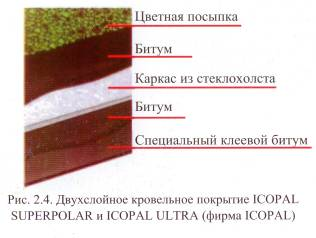 Цветная посыпка
Битум
Каркас из стеклохолста
Битум
Специальный клеевой битум
Рис. 2.4. Двухслойное кровельное покрытие ICOPAL
SUPERPOLAR и ICOPAL ULTRA (фирма ICOPAL)